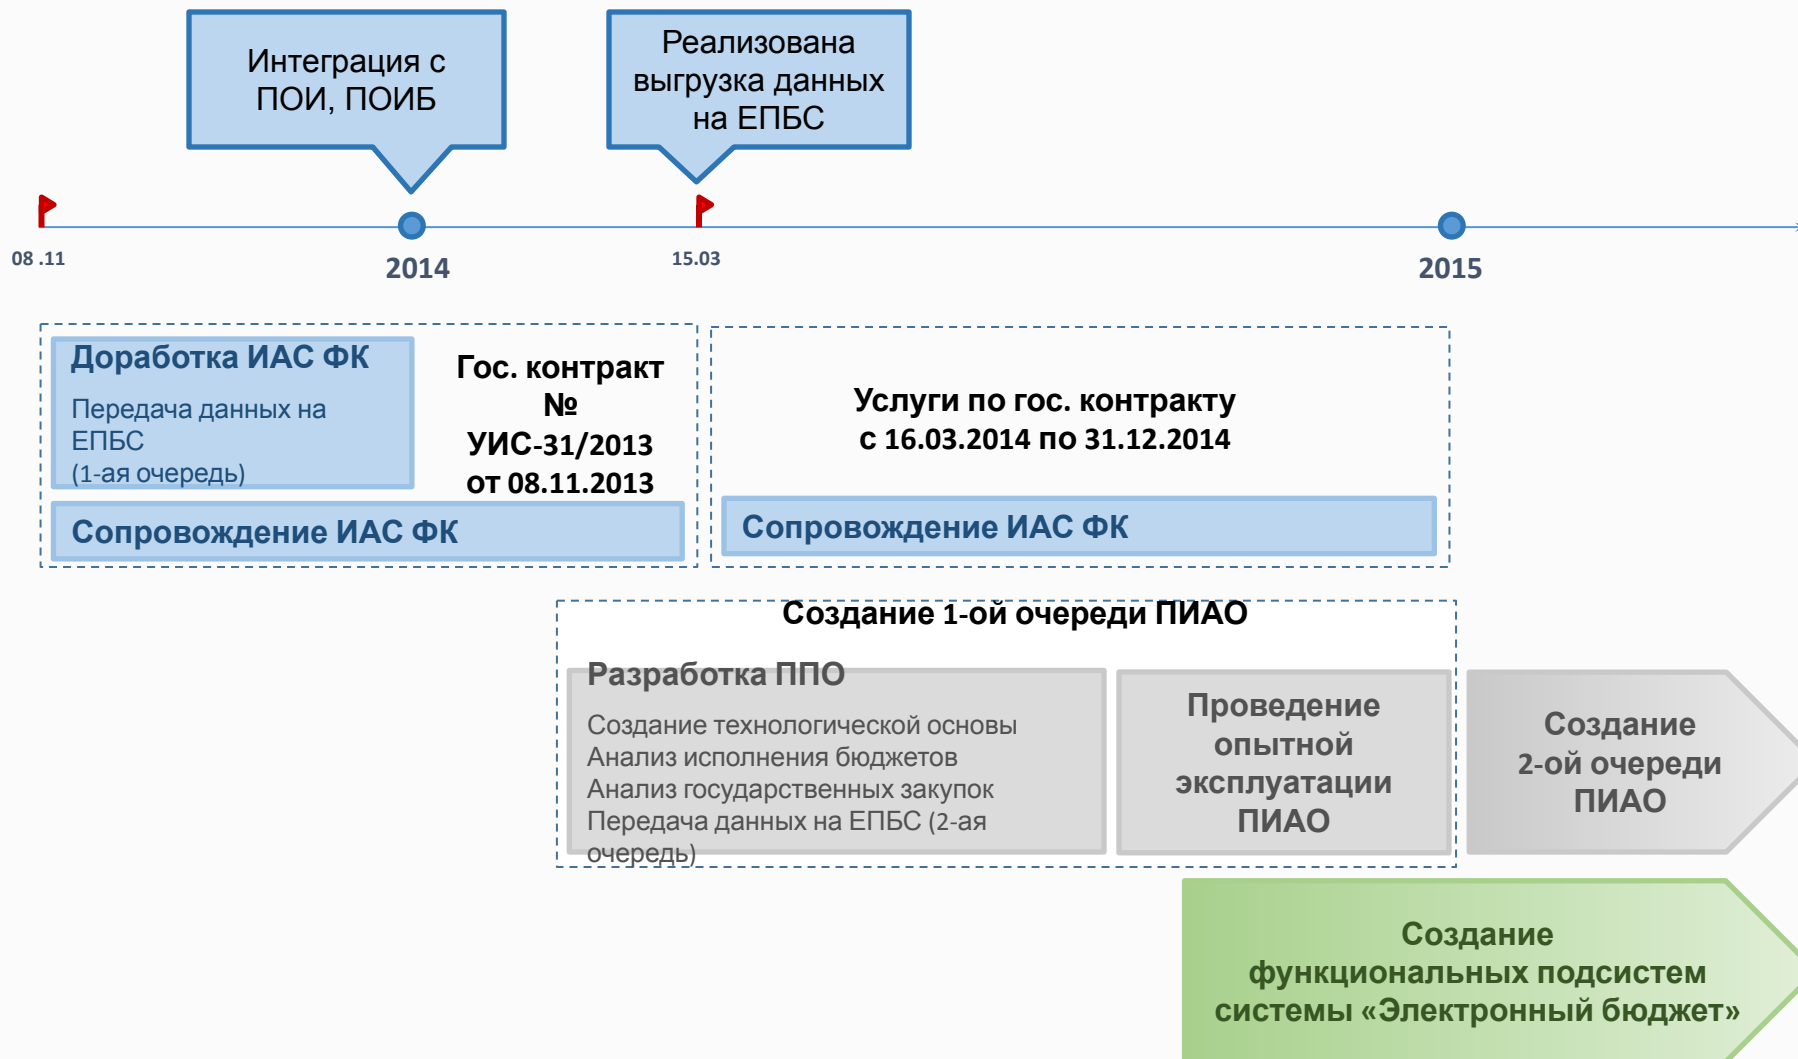 Интеграция с
ПОИ, ПОИБ
Реализована
выгрузка данных
на ЕПБС
08 .11
2014
15.03
2015
Доработка ИАС ФК
Передача данных на
ЕПБС
(1-ая очередь)
Гос. контракт
№
УИС-31/2013
от 08.11.2013
Сопровождение ИАС ФК
Услуги по гос. контракту
с 16.03.2014 по 31.12.2014
Сопровождение ИАС ФК
Создание 1-ой очереди ПИАО
Разработка ППО
Создание технологической основы
Анализ исполнения бюджетов
Анализ государственных закупок
Передача данных на ЕПБС (2-ая
очередь)
Проведение
опытной
эксплуатации
ПИАО
Создание
2-ой очереди
ПИАО
Создание
функциональных подсистем
системы «Электронный бюджет»